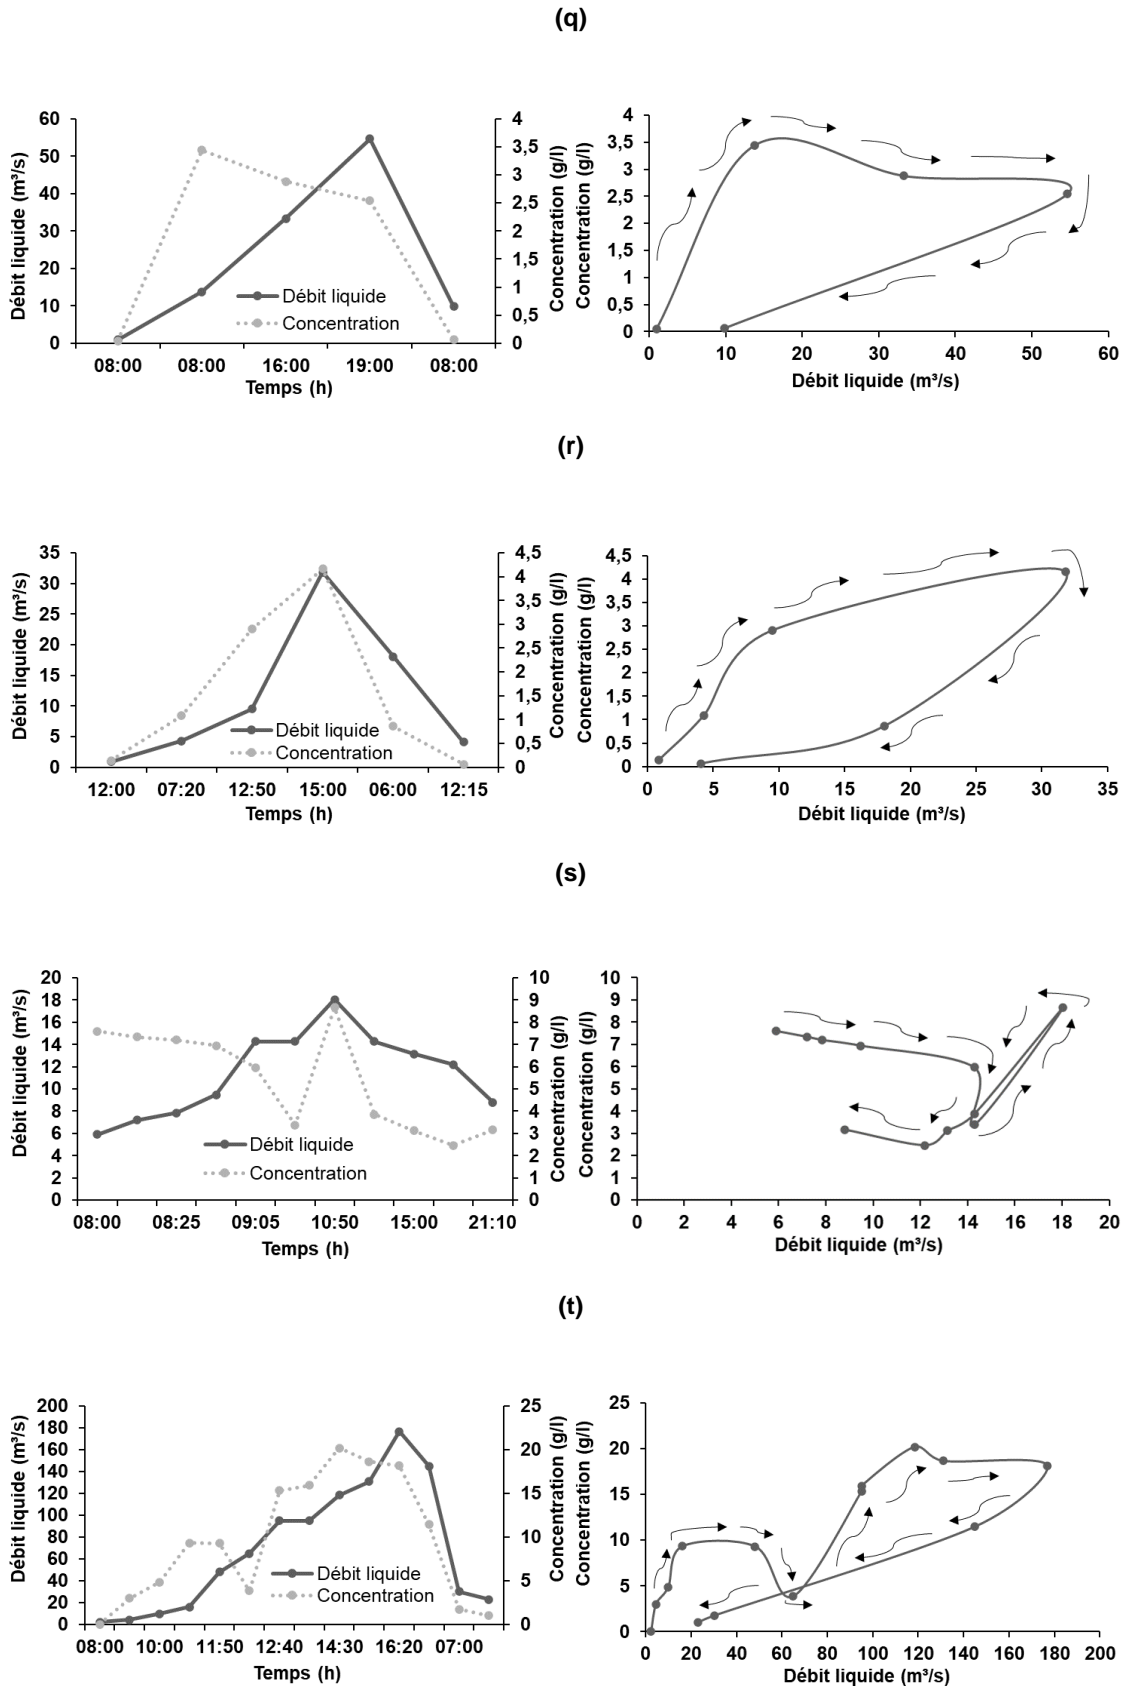 (q)
Débit liquide (m³/s)
60
50
40
30
20
10
0
Débit liquide
Concentration
4
3,5
3
2,5
2
1,5
1
0,5
0
Concentration (g/l)
08:00 08:00 16:00 19:00 08:00
Temps (h)
Concentration (g/l)
4
3,5
3
2,5
2
1,5
1
0,5
0
0 10 20 30 40 50 60
Débit liquide (m³/s)
(r)
Débit liquide (m³/s)
35
30
25
20
15
10
5
0
Débit liquide
Concentration
4,5
4
3,5
3
2,5
2
1,5
1
0,5
0
Concentration (g/l)
12:00 07:20 12:50 15:00 06:00 12:15
Temps (h)
Concentration (g/l)
4,5
4
3,5
3
2,5
2
1,5
1
0,5
0
0 5 10 15 20 25 30 35
Débit liquide (m³/s)
(s)
Débit liquide (m³/s)
20
18
16
14
12
10
8
6
4
2
0
Débit liquide
Concentration
10
9
8
7
6
5
4
3
2
1
0
Concentration (g/l)
08:00 08:25 09:05 10:50 15:00 21:10
Temps (h)
Concentration (g/l)
10
9
8
7
6
5
4
3
2
1
0
0 2 4 6 8 10 12 14 16 18 20
Débit liquide (m³/s)
(t)
Débit liquide (m³/s)
200
180
160
140
120
100
80
60
40
20
0
Débit liquide
Concentration
25
20
15
10
5
0
Concentration (g/l)
08:00 10:00 11:50 12:40 14:30 16:20 07:00
Temps (h)
Concentration (g/l)
25
20
15
10
5
0
0 20 40 60 80 100 120 140 160 180 200
Débit liquide (m³/s)